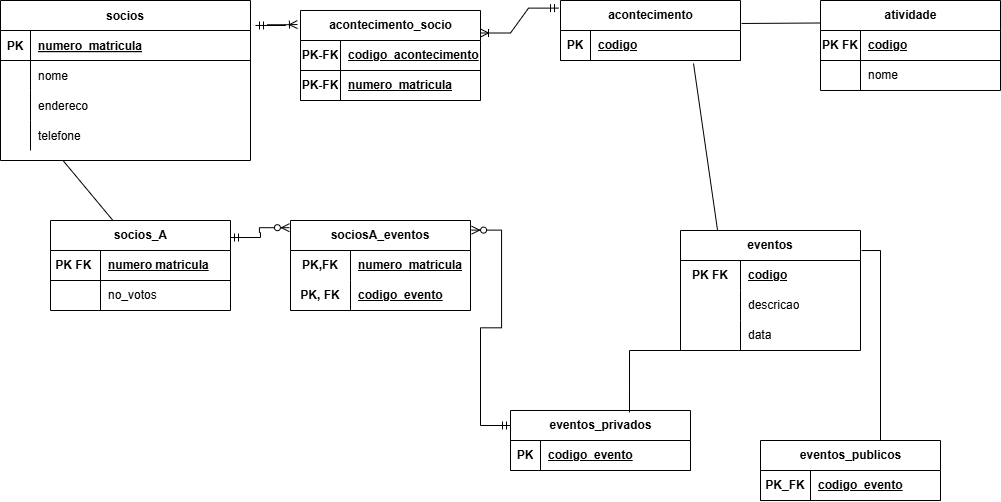 socios
PK numero_matricula
nome
endereco
telefone
acontecimento_socio
PK-FK codigo_acontecimento
PK-FK numero_matricula
acontecimento
PK codigo
atividade
PK FK codigo
nome
socios_A
PK FK numero matricula
no_votos
sociosA_eventos
PK,FK numero_matricula
PK, FK codigo_evento
eventos
PK FK codigo
descricao
data
eventos_privados
PK codigo_evento
eventos_publicos
PK_FK codigo_evento